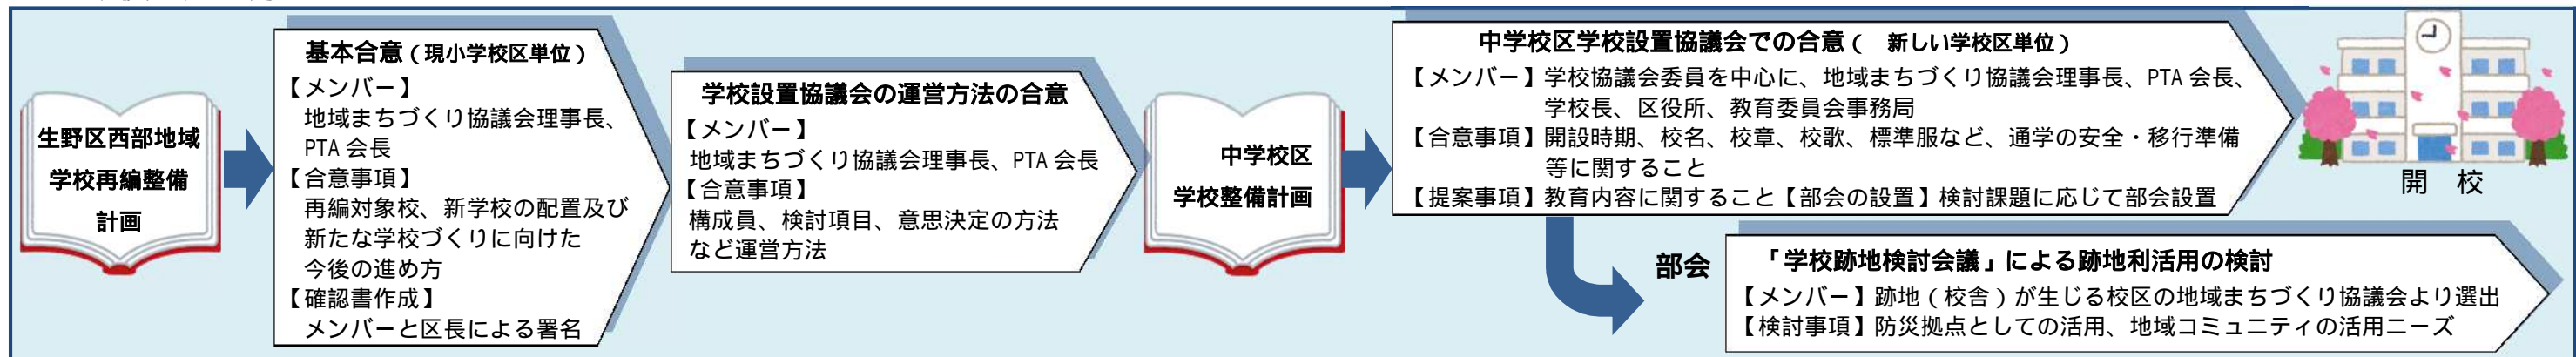 生野区西部地域
学校再編整備
計画
基本合意(現小学校区単位)
【メンバー】
地域まちづくり協議会理事長、
PTA会長
【合意事項】
再編対象校、新学校の配置及び
新たな学校づくりに向けた
今後の進め方
【確認書作成】
メンバーと区長による署名
学校設置協議会の運営方法の合意
【メンバー】
地域まちづくり協議会理事長、PTA会長
【合意事項】
構成員、検討項目、意思決定の方法
など運営方法
中学校区
学校整備計画
中学校区学校設置協議会での合意( 新しい学校区単位)
【メンバー】学校協議会委員を中心に、地域まちづくり協議会理事長、PTA会長、
学校長、区役所、教育委員会事務局
【合意事項】開設時期、校名、校章、校歌、標準服など、通学の安全・移行準備
等に関すること
【提案事項】教育内容に関すること【部会の設置】検討課題に応じて部会設置
開 校
部会
「学校跡地検討会議」による跡地利活用の検討
【メンバー】跡地(校舎)が生じる校区の地域まちづくり協議会より選出
【検討事項】防災拠点としての活用、地域コミュニティの活用ニーズ